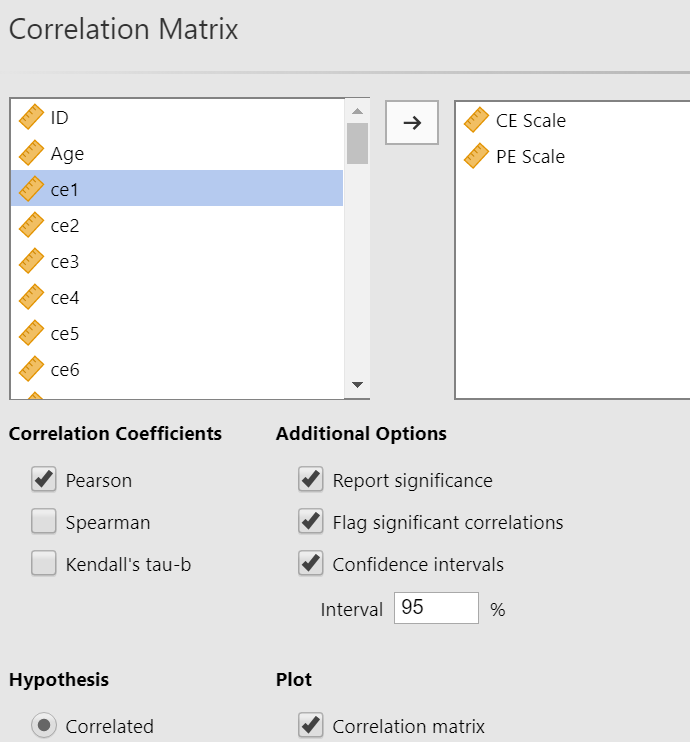 Correlation Matrix
ID
Age
ce1
ce2
ce3
ce4
ce5
ce6
CE Scale
PE Scale
Correlation Coefficients
Pearson
Spearman
Kendall's tau-b
Additional Options
Report significance
Flag significant correlations
Confidence intervals
Interval 95 %
Hypothesis
Correlated
Plot
Correlation matrix